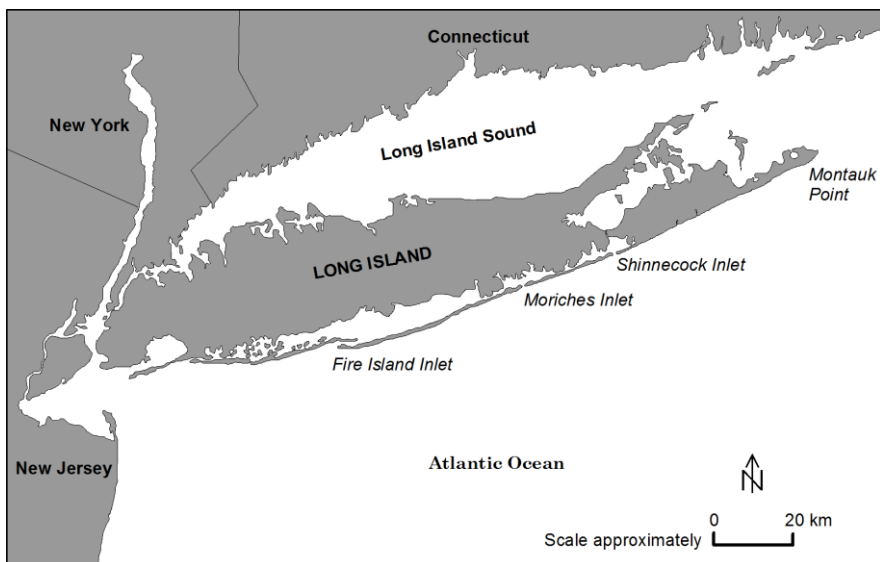 Connecticut
New York
Long Island Sound
Montauk
Point
LONG ISLAND
Shinnecock Inlet
Moriches Inlet
Fire Island Inlet
New Jersey
Atlantic Ocean
N
0 20 km
Scale approximately